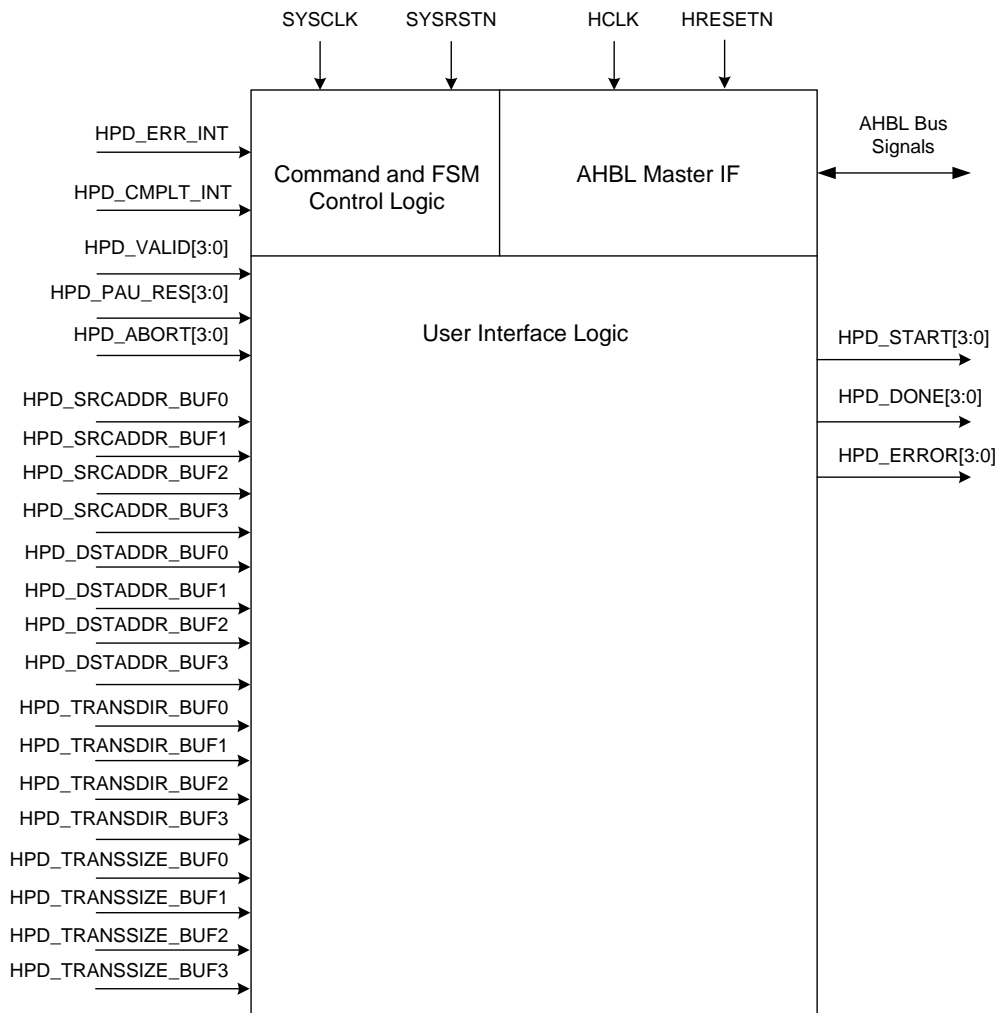 SYSCLK
SYSRSTN
HCLK
HRESETN
HPD_ERR_INT
HPD_CMPLT_INT
Command and FSM
Control Logic
AHBL Master IF
AHBL Bus
Signals
HPD_VALID[3:0]
HPD_PAU_RES[3:0]
HPD_ABORT[3:0]
User Interface Logic
HPD_START[3:0]
HPD_DONE[3:0]
HPD_ERROR[3:0]
HPD_SRCADDR_BUF0
HPD_SRCADDR_BUF1
HPD_SRCADDR_BUF2
HPD_SRCADDR_BUF3
HPD_DSTADDR_BUF0
HPD_DSTADDR_BUF1
HPD_DSTADDR_BUF2
HPD_DSTADDR_BUF3
HPD_TRANSDIR_BUF0
HPD_TRANSDIR_BUF1
HPD_TRANSDIR_BUF2
HPD_TRANSDIR_BUF3
HPD_TRANSSIZE_BUF0
HPD_TRANSSIZE_BUF1
HPD_TRANSSIZE_BUF2
HPD_TRANSSIZE_BUF3